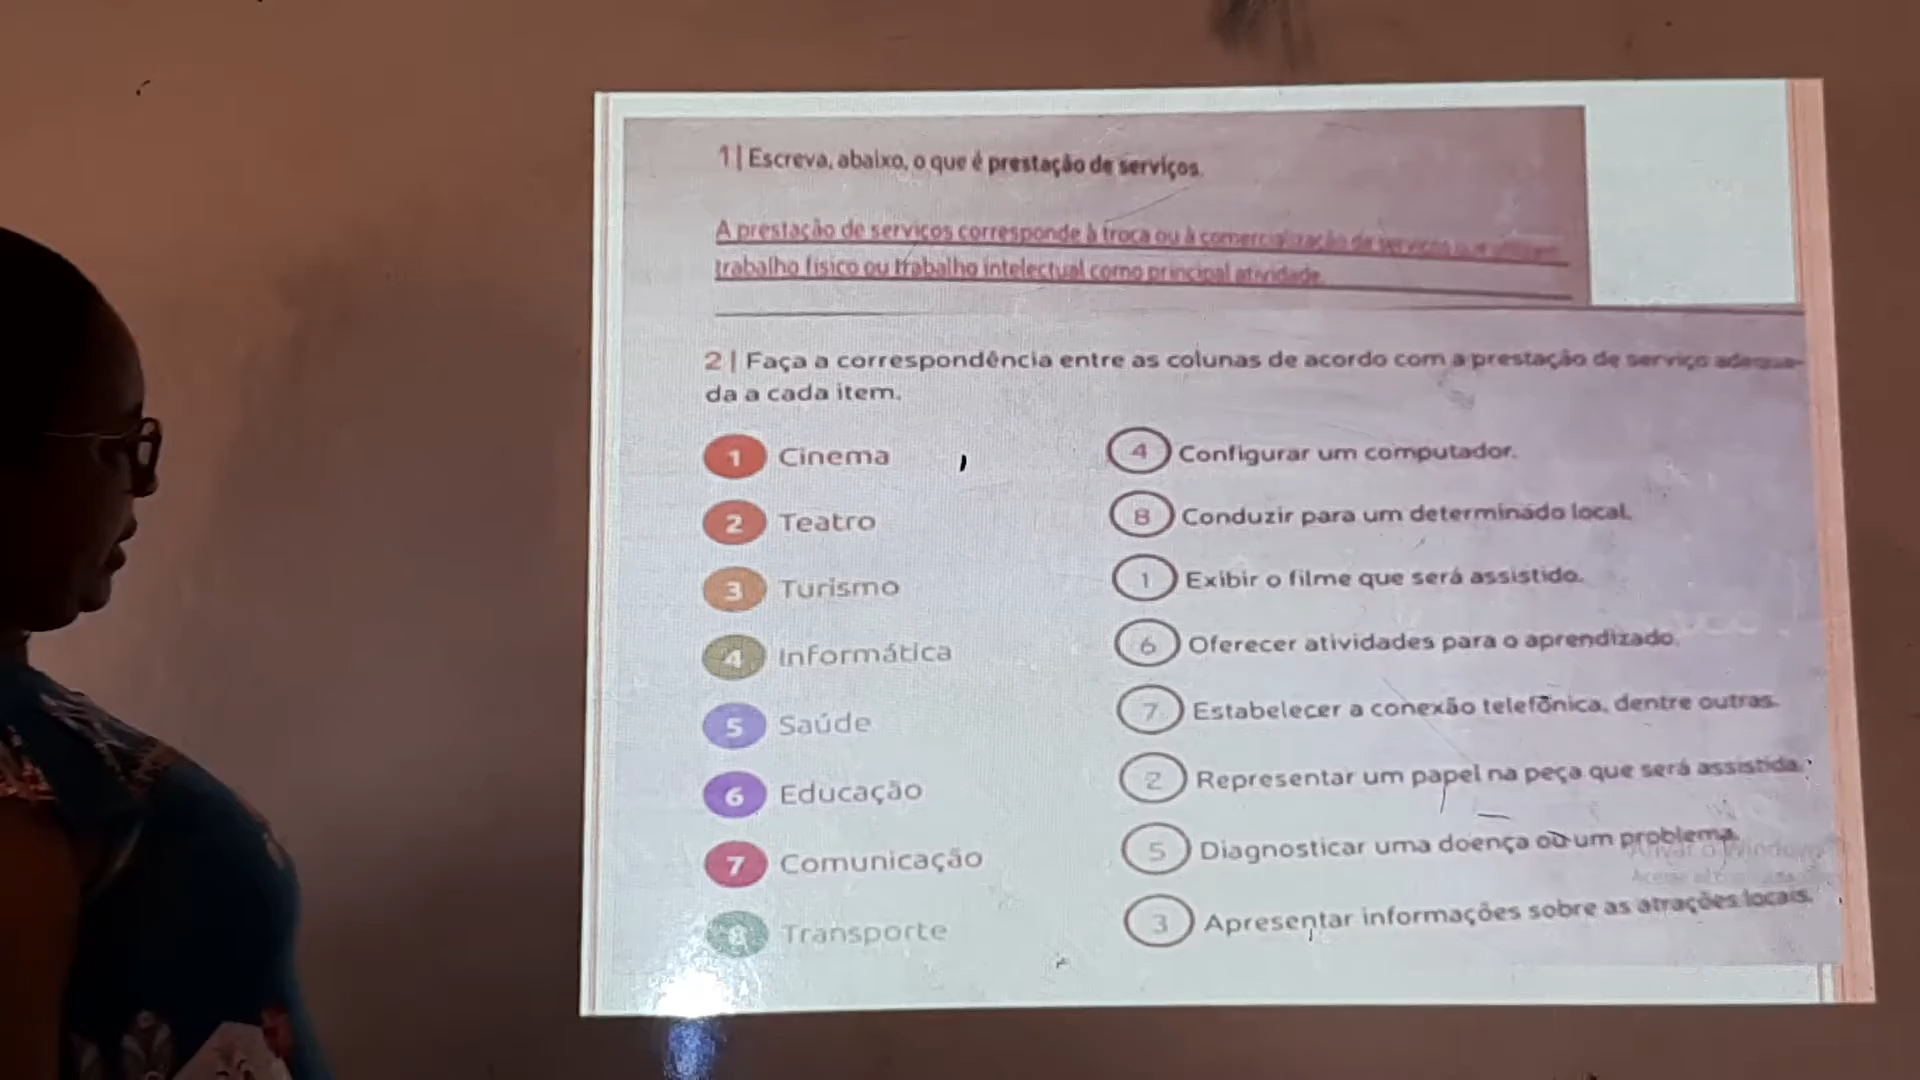 1 | Escreva, abaixo, o que é prestação de serviços.
A prestação de serviços corresponde à troca ou à comercialização de serviços que utilizem
trabalho físico ou trabalho intelectual como principal atividade.
2 | Faça a correspondência entre as colunas de acordo com a prestação de serviço adequa-
da a cada item.
1 Cinema
2 Teatro
3 Turismo
4 Informática
5 Saúde
6 Educação
7 Comunicação
8 Transporte
4 Configurar um computador.
8 Conduzir para um determinado local.
1 Exibir o filme que será assistido.
6 Oferecer atividades para o aprendizado.
7 Estabelecer a conexão telefônica, dentre outras.
2 Representar um papel na peça que será assistida.
5 Diagnosticar uma doença ou um problema.
3 Apresentar informações sobre as atrações locais.
Ativar o Windows